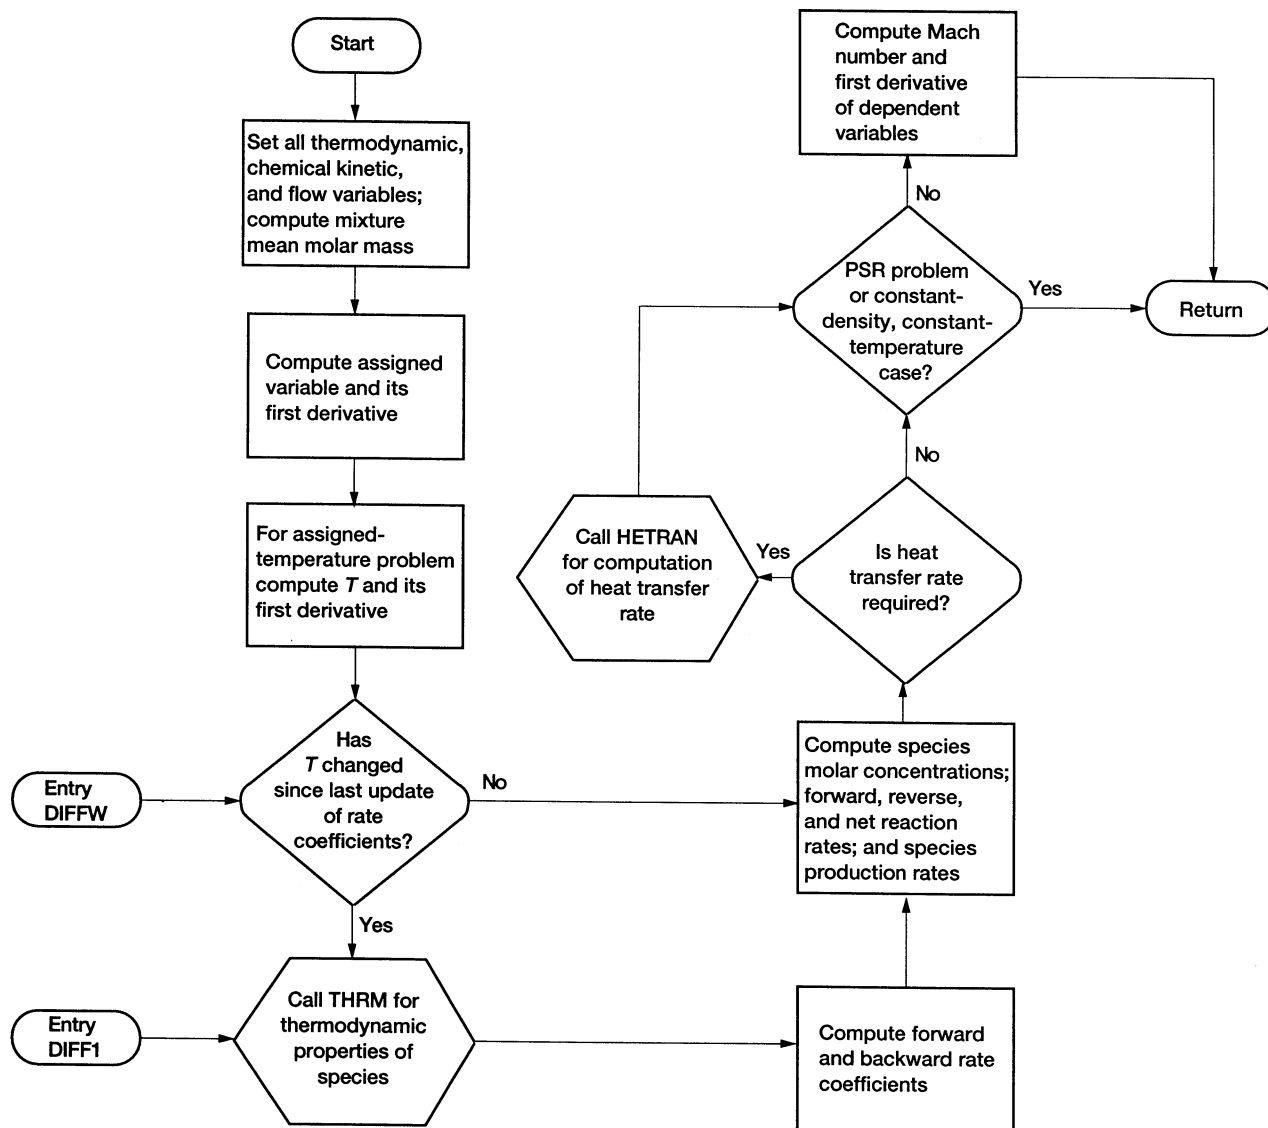 Start
Set all thermodynamic,
chemical kinetic,
and flow variables;
compute mixture
mean molar mass
Compute assigned
variable and its
first derivative
For assigned-
temperature problem
compute T and its
first derivative
Has
T changed
since last update
of rate
coefficients?
No
Yes
Entry
DIFFW
Call THRM for
thermodynamic
properties of
species
Entry
DIFF1
Compute forward
and backward rate
coefficients
Compute species
molar concentrations;
forward, reverse,
and net reaction
rates; and species
production rates
Is heat
transfer rate
required?
Yes
No
Call HETRAN
for computation
of heat transfer
rate
PSR problem
or constant-
density, constant-
temperature
case?
Yes
No
Compute Mach
number and
first derivative
of dependent
variables
Return